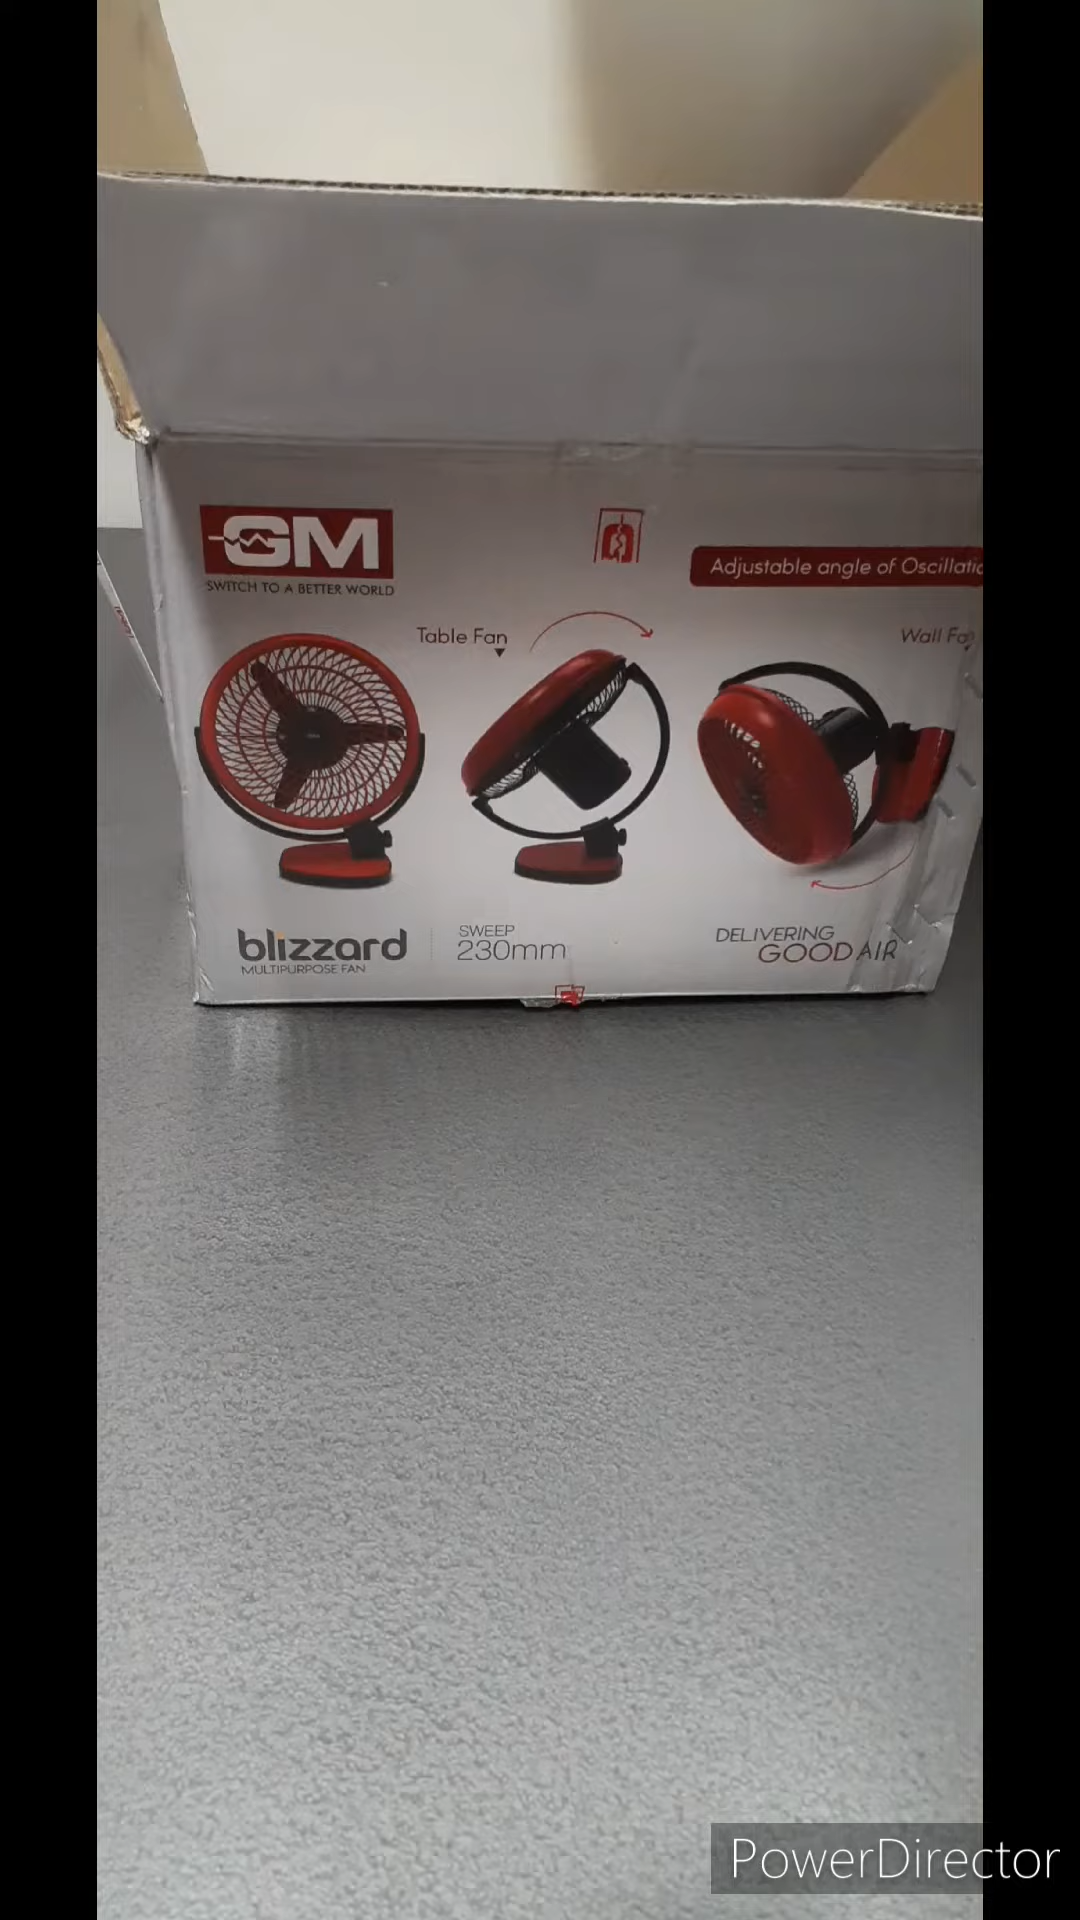 GM
SWITCH TO A BETTER WORLD
Adjustable angle of
Table Fan
Wall
blizzard
MULTIPURPOSE FAN
SWEEP
230mm
DELIVERING
GOOD AIR
PowerDirector